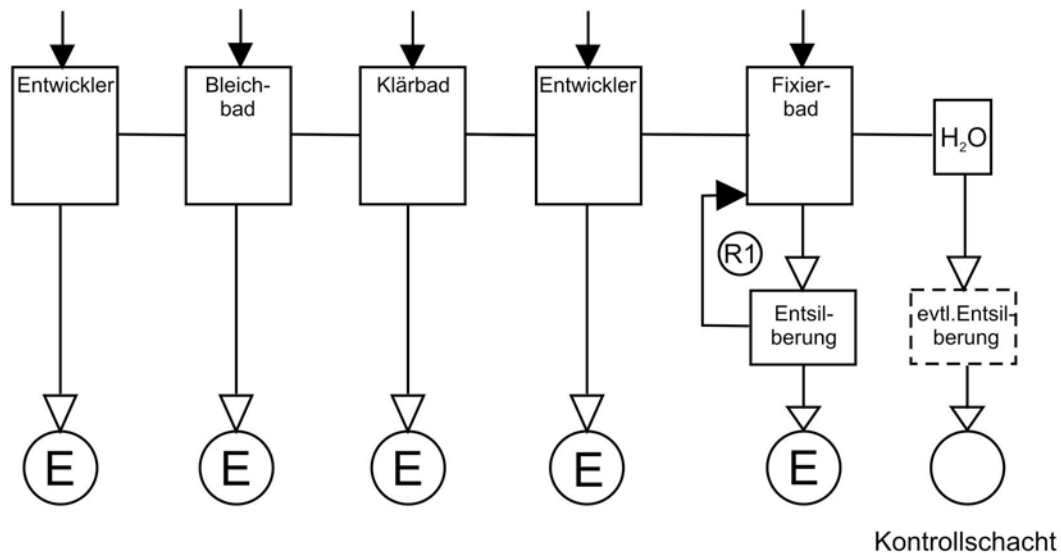 Entwickler
Bleich-
bad
Klärbad
Entwickler
Fixier-
bad
H₂O
R1
Entsil-
berung
evtl.Entsil-
berung
E
E
E
E
E
Kontrollschacht